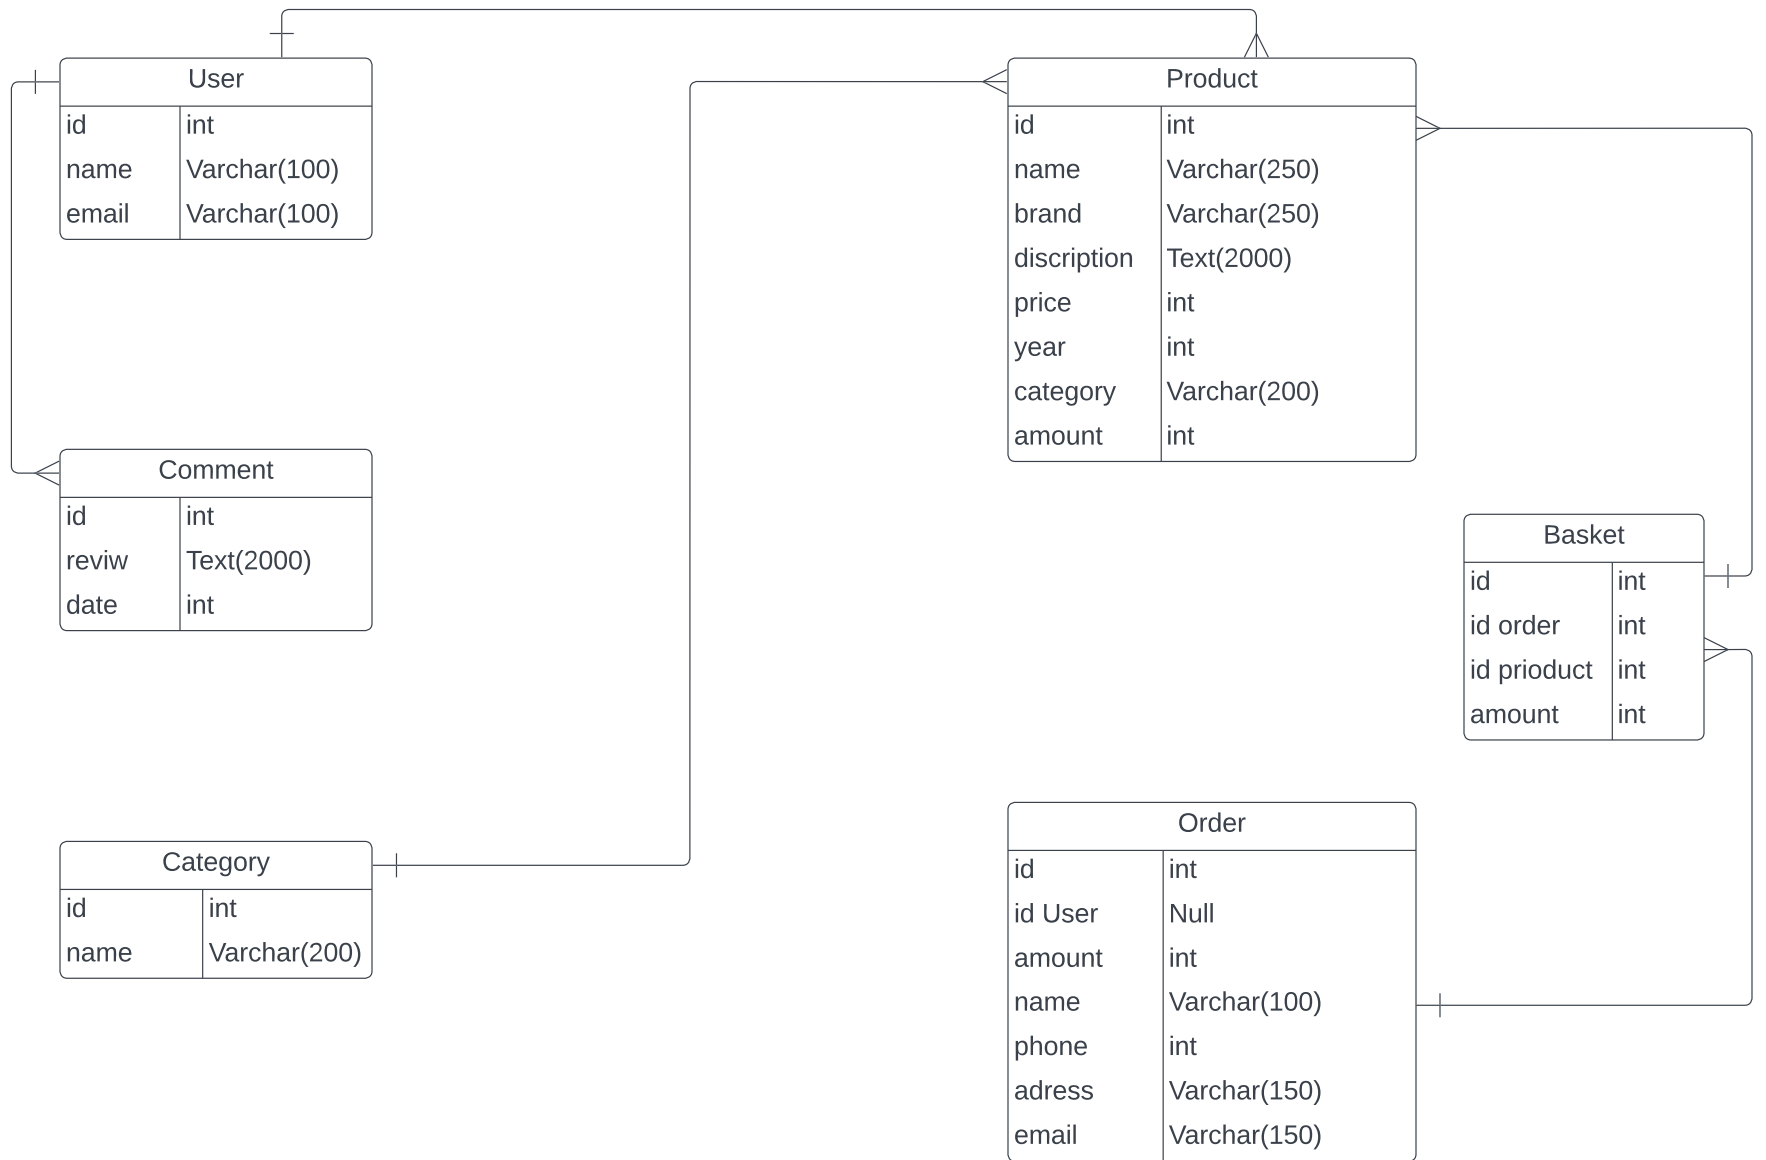 User
id int
name Varchar(100)
email Varchar(100)
Product
id int
name Varchar(250)
brand Varchar(250)
discription Text(2000)
price int
year int
category Varchar(200)
amount int
Comment
id int
reviw Text(2000)
date int
Basket
id int
id order int
id prioduct int
amount int
Category
id int
name Varchar(200)
Order
id int
id User Null
amount int
name Varchar(100)
phone int
adress Varchar(150)
email Varchar(150)